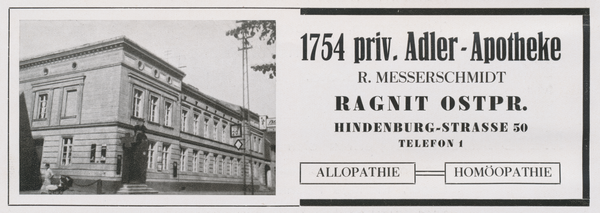 1754 priv. Adler-Apotheke
R. MESSERSCHMIDT
RAGNIT OSTPR.
HINDENBURG-STRASSE 50
TELEFON 1
ALLOPATHIE
HOMÖOPATHIE